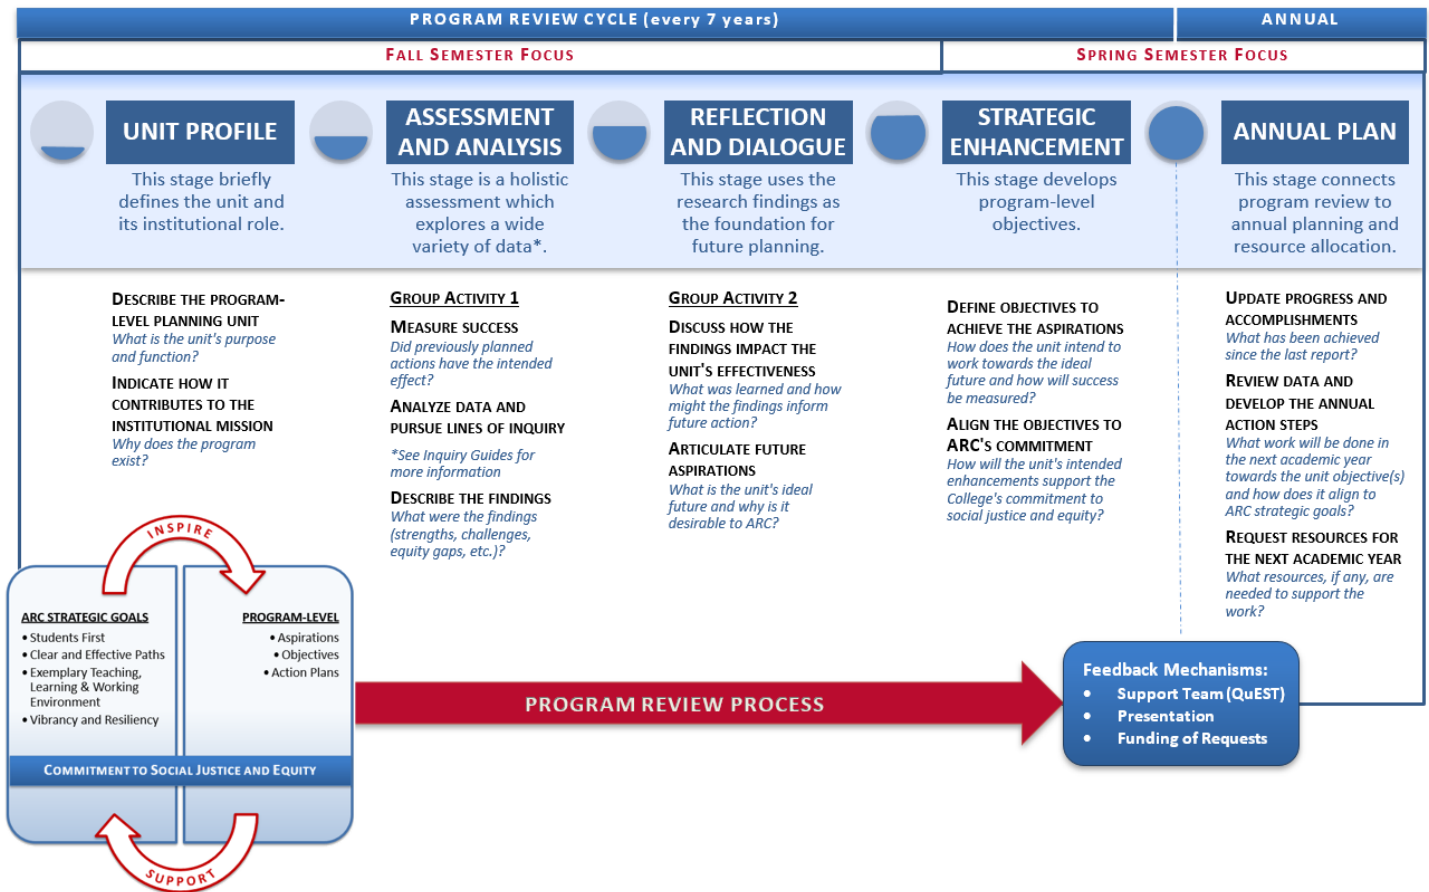 PROGRAM REVIEW CYCLE (every 7 years)
ANNUAL
FALL SEMESTER FOCUS
SPRING SEMESTER FOCUS
UNIT PROFILE
This stage briefly
defines the unit and
its institutional role.
DESCRIBE THE PROGRAM-
LEVEL PLANNING UNIT
What is the unit's purpose
and function?
INDICATE HOW IT
CONTRIBUTES TO THE
INSTITUTIONAL MISSION
Why does the program
exist?
ASSESSMENT
AND ANALYSIS
This stage is a holistic
assessment which
explores a wide
variety of data*.
GROUP ACTIVITY 1
MEASURE SUCCESS
Did previously planned
actions have the intended
effect?
ANALYZE DATA AND
PURSUE LINES OF INQUIRY
*See Inquiry Guides for
more information
DESCRIBE THE FINDINGS
What were the findings
(strengths, challenges,
equity gaps, etc.)?
REFLECTION
AND DIALOGUE
This stage uses the
research findings as
the foundation for
future planning.
GROUP ACTIVITY 2
DISCUSS HOW THE
FINDINGS IMPACT THE
UNIT'S EFFECTIVENESS
What was learned and how
might the findings inform
future action?
ARTICULATE FUTURE
ASPIRATIONS
What is the unit's ideal
future and why is it
desirable to ARC?
STRATEGIC
ENHANCEMENT
This stage develops
program-level
objectives.
DEFINE OBJECTIVES TO
ACHIEVE THE ASPIRATIONS
How does the unit intend to
work towards the ideal
future and how will success
be measured?
ALIGN THE OBJECTIVES TO
ARC'S COMMITMENT
How will the unit's intended
enhancements support the
College's commitment to
social justice and equity?
ANNUAL PLAN
This stage connects
program review to
annual planning and
resource allocation.
UPDATE PROGRESS AND
ACCOMPLISHMENTS
What has been achieved
since the last report?
REVIEW DATA AND
DEVELOP THE ANNUAL
ACTION STEPS
What work will be done in
the next academic year
towards the unit objective(s)
and how does it align to
ARC strategic goals?
REQUEST RESOURCES FOR
THE NEXT ACADEMIC YEAR
What resources, if any, are
needed to support the
work?
INSPIRE
ARC STRATEGIC GOALS
• Students First
• Clear and Effective Paths
• Exemplary Teaching,
Learning & Working
Environment
• Vibrancy and Resiliency
PROGRAM-LEVEL
• Aspirations
• Objectives
• Action Plans
COMMITMENT TO SOCIAL JUSTICE AND EQUITY
SUPPORT
PROGRAM REVIEW PROCESS
Feedback Mechanisms:
• Support Team (QuEST)
• Presentation
• Funding of Requests